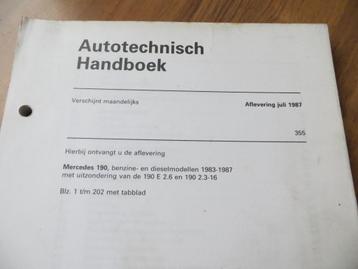 Autotechnisch
Handboek
Verschijnt maandelijks
Aflevering juli 1987
355
Hierbij ontvangt u de aflevering
Mercedes 190, benzine- en dieselmodellen 1983-1987
met uitzondering van de 190 E 2.6 en 190 2.3-16
Blz. 1 t/m 202 met tabblad